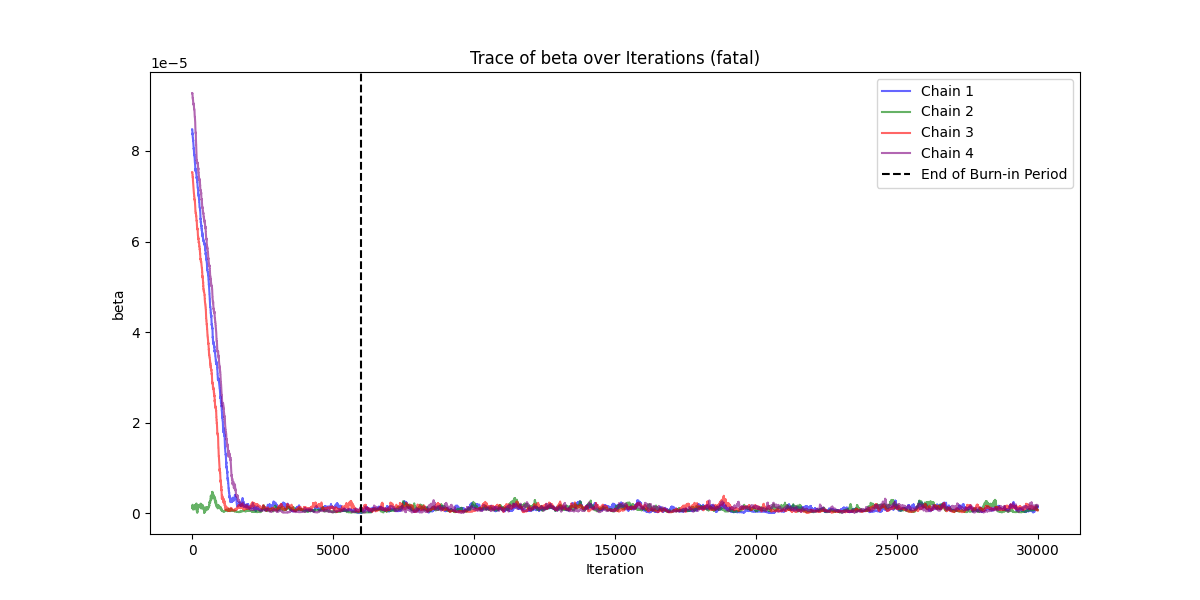 Trace of beta over Iterations (fatal)
1e−5
Chain 1
Chain 2
Chain 3
Chain 4
End of Burn-in Period
8
6
4
2
0
beta
0 5000 10000 15000 20000 25000 30000
Iteration